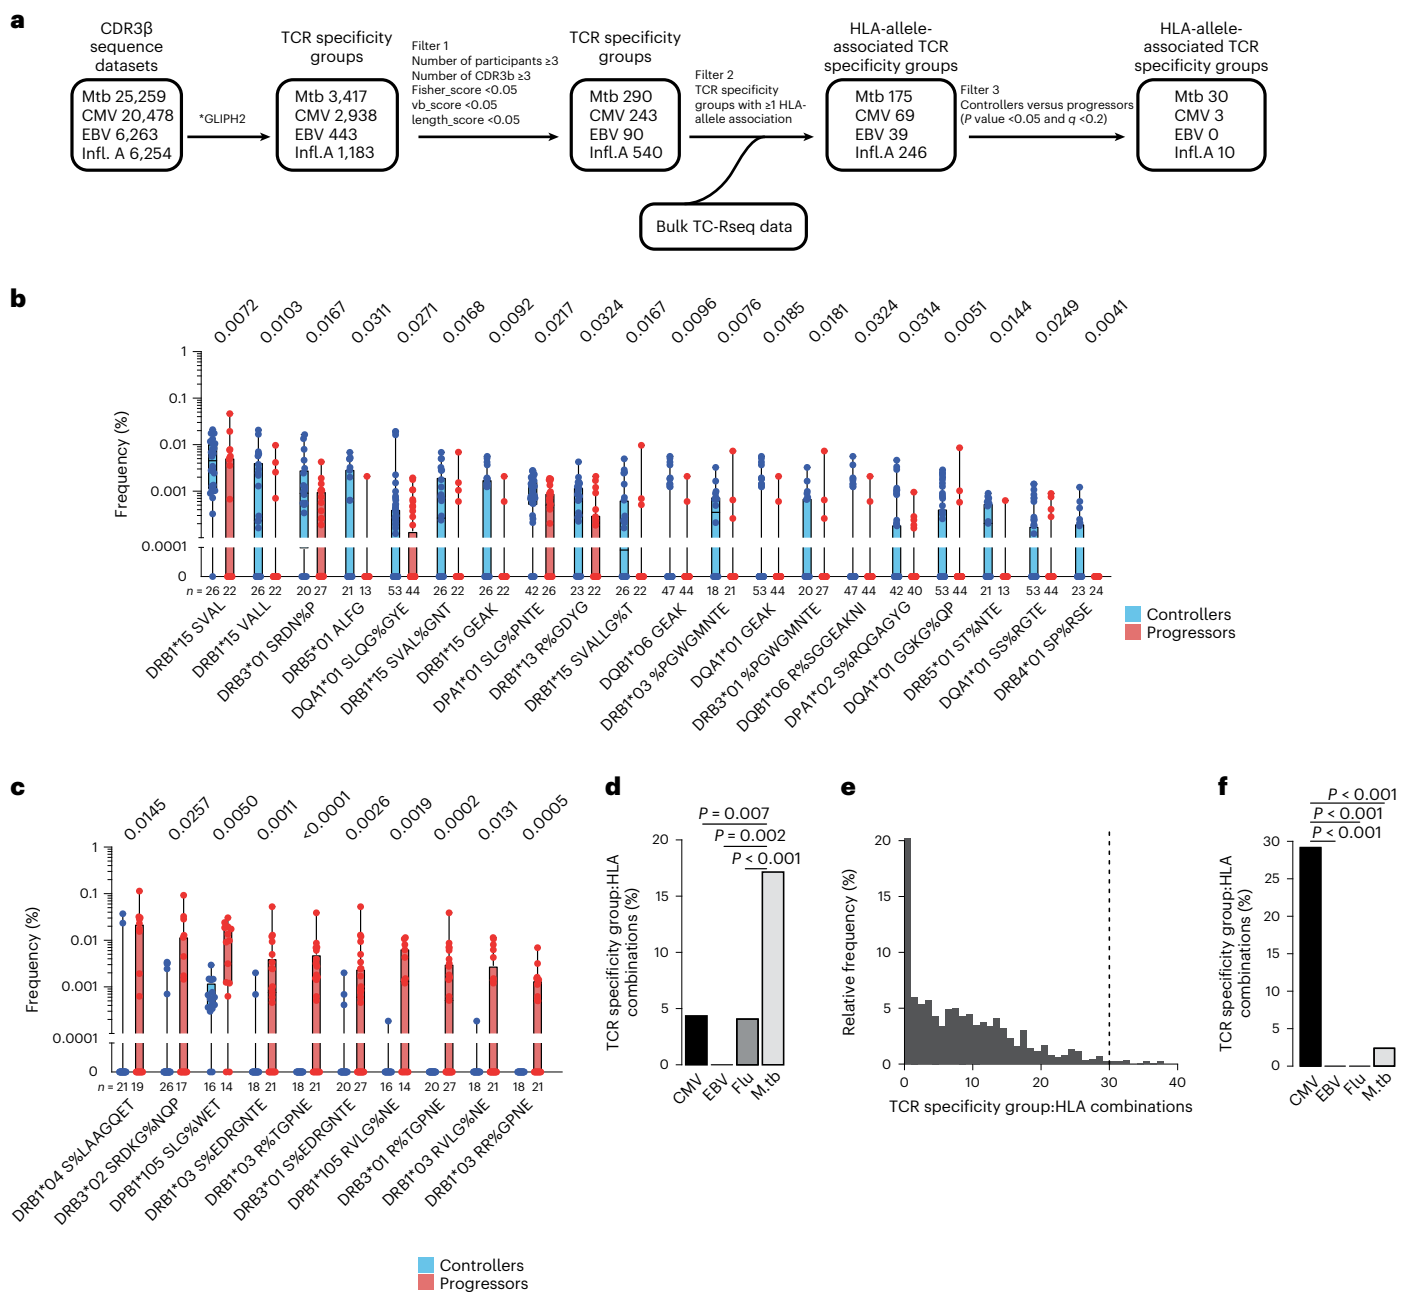 a
CDR3β
sequence
datasets
Mtb 25,259
CMV 20,478
EBV 6,263
Infl. A 6,254
*GLIPH2
TCR specificity
groups
Mtb 3,417
CMV 2,938
EBV 443
Infl.A 1,183
Filter 1
Number of participants ≥3
Number of CDR3b ≥3
Fisher_score <0.05
vb_score <0.05
length_score <0.05
TCR specificity
groups
Mtb 290
CMV 243
EBV 90
Infl.A 540
Filter 2
TCR specificity
groups with ≥1 HLA-
allele association
Bulk TC-Rseq data
HLA-allele-
associated TCR
specificity groups
Mtb 175
CMV 69
EBV 39
Infl.A 246
Filter 3
Controllers versus progressors
(P value <0.05 and q <0.2)
HLA-allele-
associated TCR
specificity groups
Mtb 30
CMV 3
EBV 0
Infl.A 10
b
0.0072 0.0103 0.0167 0.0311 0.0271 0.0168 0.0092 0.0217 0.0324 0.0167 0.0096 0.0076 0.0185 0.0181 0.0324 0.0314 0.0051 0.0144 0.0249 0.0041
Frequency (%)
1
0.1
0.01
0.001
0.0001
0
n = 26 22 26 22 20 27 21 13 53 44 26 22 26 22 42 26 23 22 26 22 47 44 18 21 53 44 20 27 47 44 42 40 53 44 21 13 53 44 23 24
DRB1*15 SVAL
DRB1*15 VALL
DRB3*01 SRDN%P
DRB5*01 ALFG
DQA1*01 SLQG%GYE
DRB1*15 SVAL%GNT
DRB1*15 GEAK
DPA1*01 SLG%PNTE
DRB1*13 R%GDYG
DRB1*15 SVALLG%T
DQB1*06 GEAK
DRB1*03 %PGWGMNTE
DQA1*01 GEAK
DRB3*01 %PGWGMNTE
DQB1*06 R%SGGEAKNI
DPA1*02 S%RQGAGYG
DQA1*01 GGKG%QP
DRB5*01 ST%NTE
DQA1*01 SS%RGTE
DRB4*01 SP%RSE
Controllers
Progressors
c
0.0145 0.0257 0.0050 0.0011 <0.0001 0.0026 0.0019 0.0002 0.0131 0.0005
Frequency (%)
1
0.1
0.01
0.001
0.0001
0
n = 21 19 26 17 16 14 18 21 18 21 20 27 16 14 20 27 18 21 18 21
DRB1*04 S%LAAGQET
DRB3*02 SRDKG%NQP
DPB1*105 SLG%WET
DRB1*03 S%EDRGNTE
DRB1*03 R%TGPNE
DRB3*01 S%EDRGNTE
DPB1*105 RVLG%NE
DRB3*01 R%TGPNE
DRB1*03 RVLG%NE
DRB1*03 RR%GPNE
Controllers
Progressors
d
P = 0.007
P = 0.002
P < 0.001
TCR specificity group:HLA
combinations (%)
20
15
10
5
0
CMV EBV Flu M.tb
e
Relative frequency (%)
20
15
10
5
0
0 10 20 30 40
TCR specificity group:HLA combinations
f
P < 0.001
P < 0.001
P < 0.001
TCR specificity group:HLA
combinations (%)
30
25
20
15
10
5
0
CMV EBV Flu M.tb